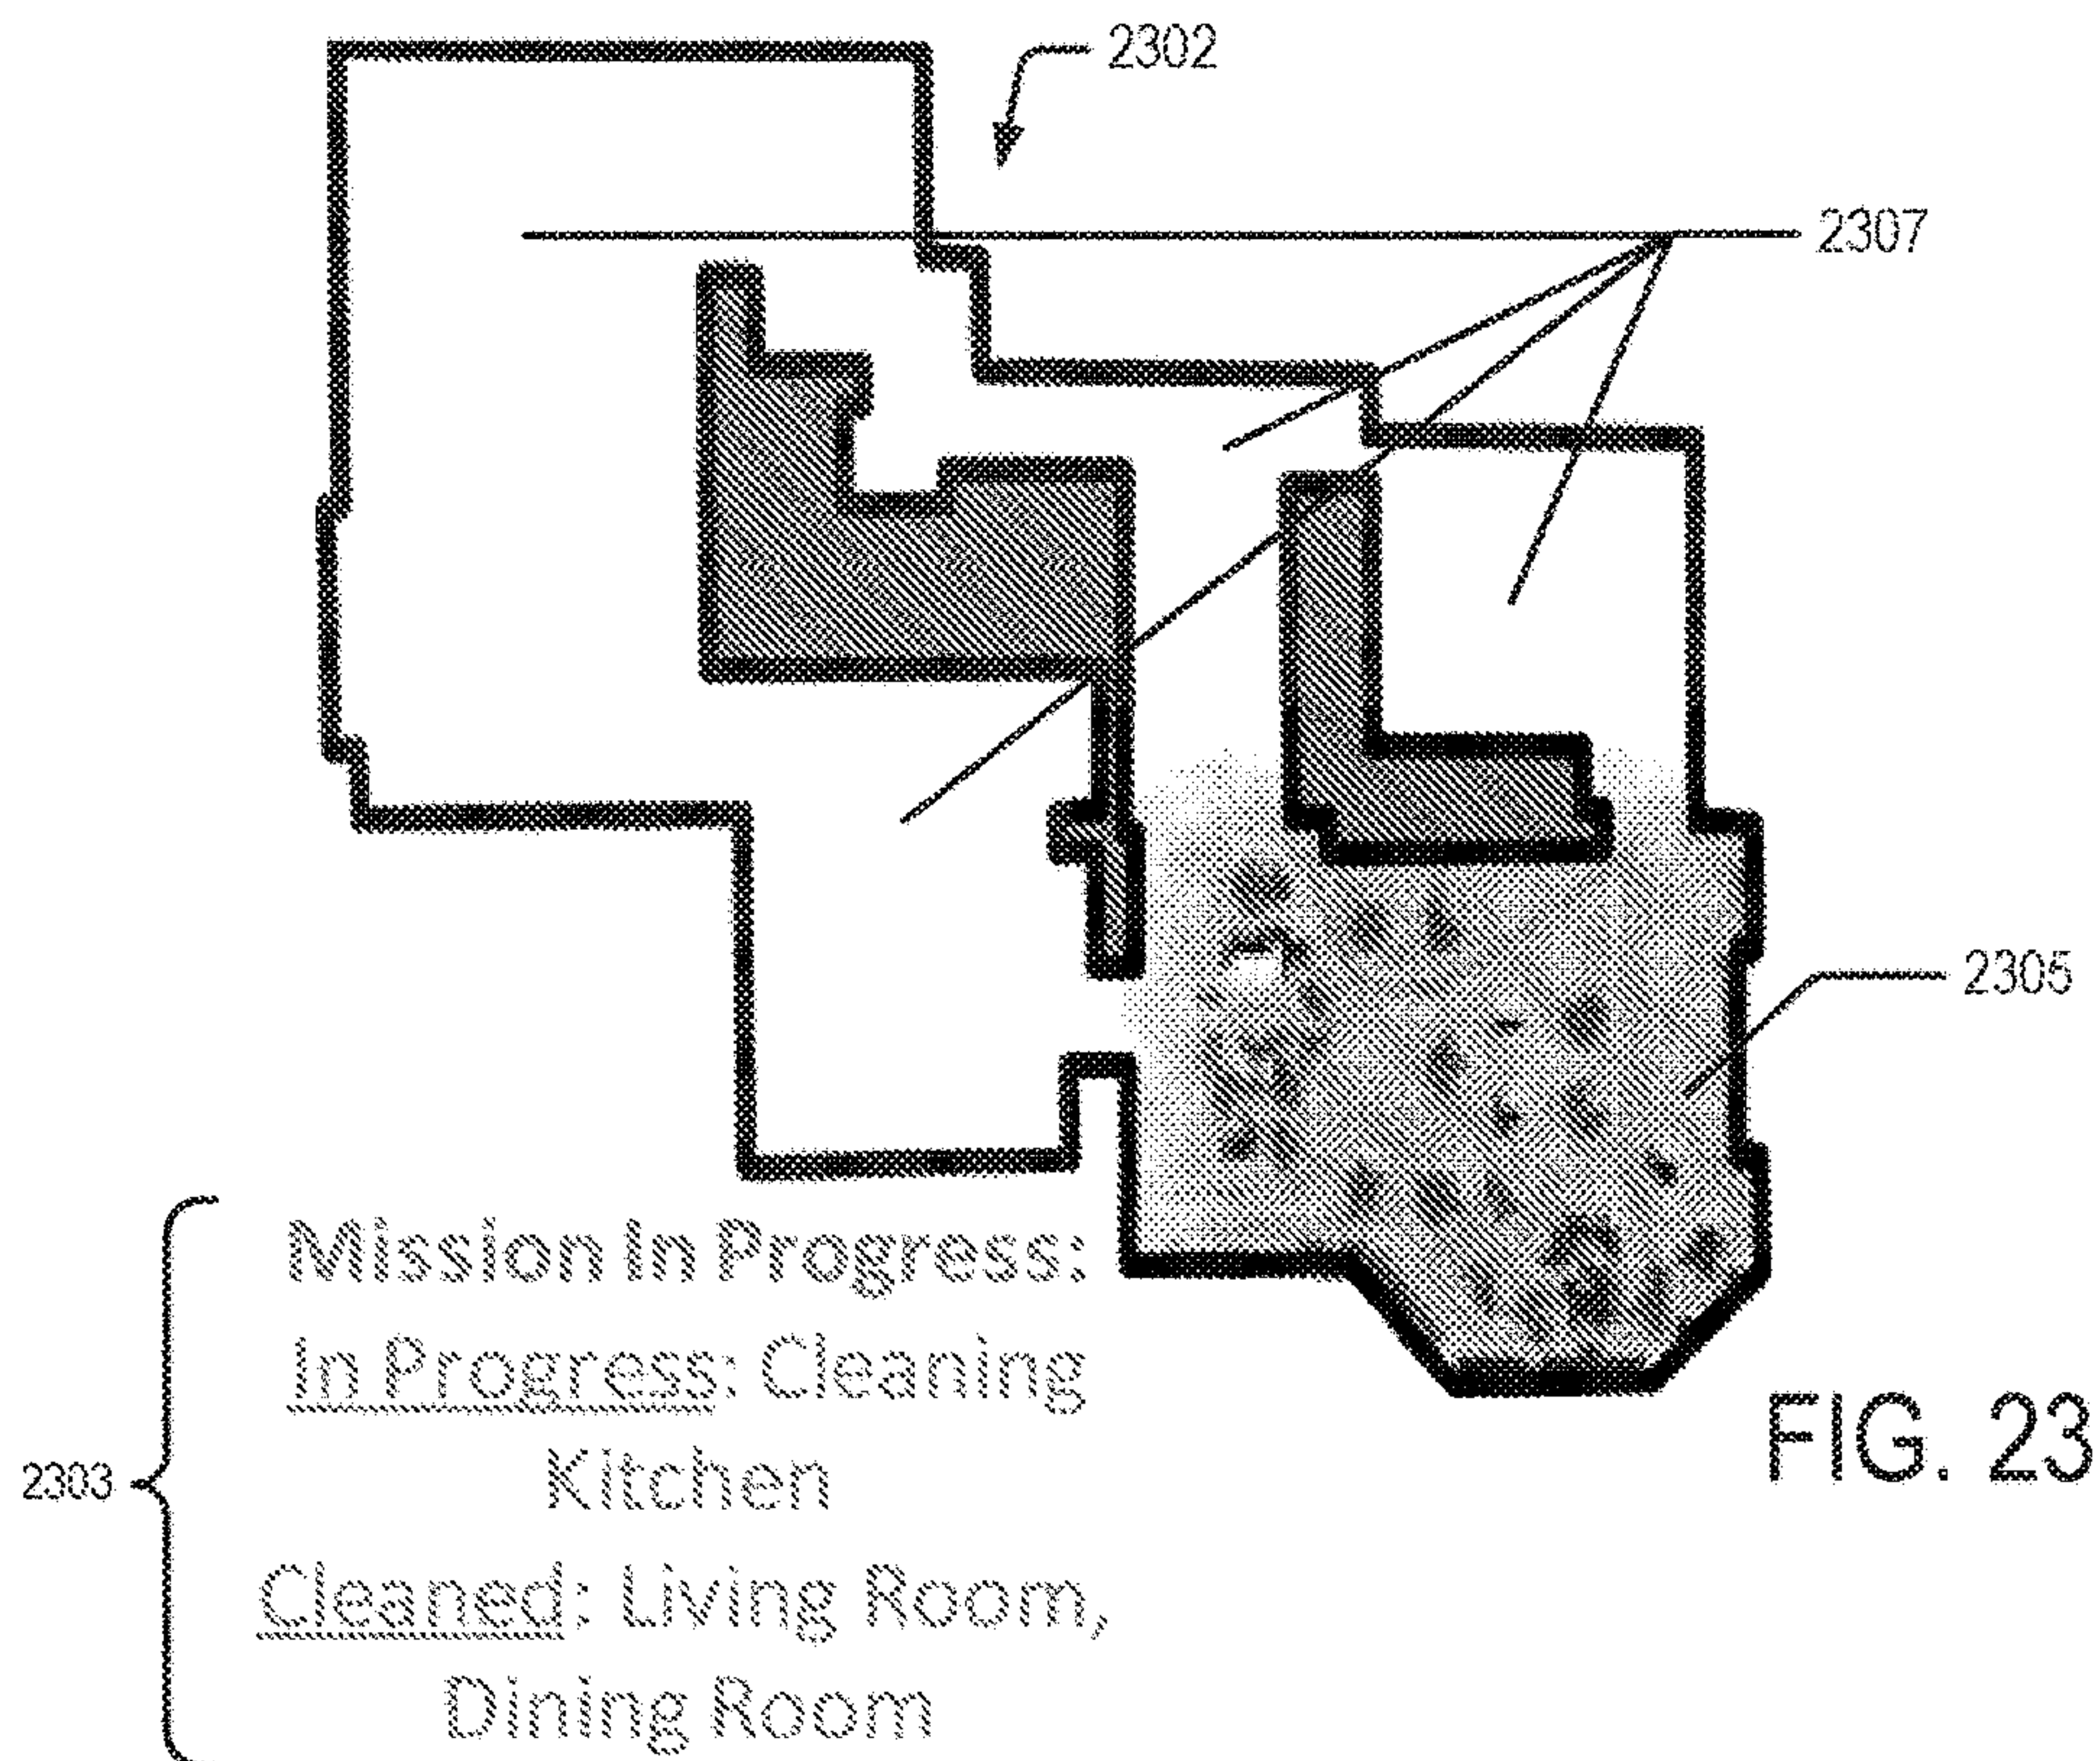 2302
2307
2305
2303
Mission In Progress:
In Progress: Cleaning
Kitchen
Cleaned: Living Room,
Dining Room
FIG. 23